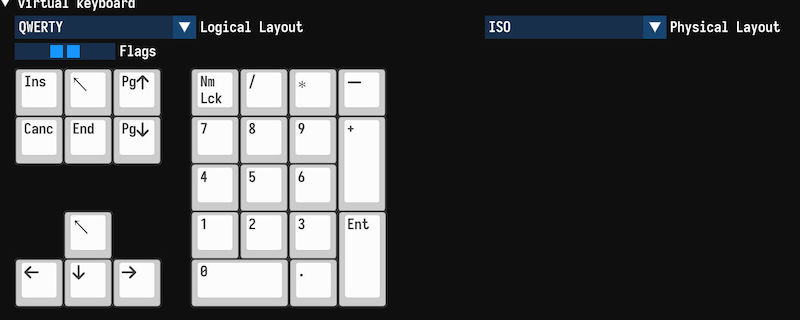 Virtual keyboard
QWERTY ▼ Logical Layout
ISO ▼ Physical Layout
Flags
Ins ↖ Pg↑
Nm Lck / * —
Canc End Pg↓
7 8 9 +
4 5 6
↖
1 2 3 Ent
← ↓ →
0 .